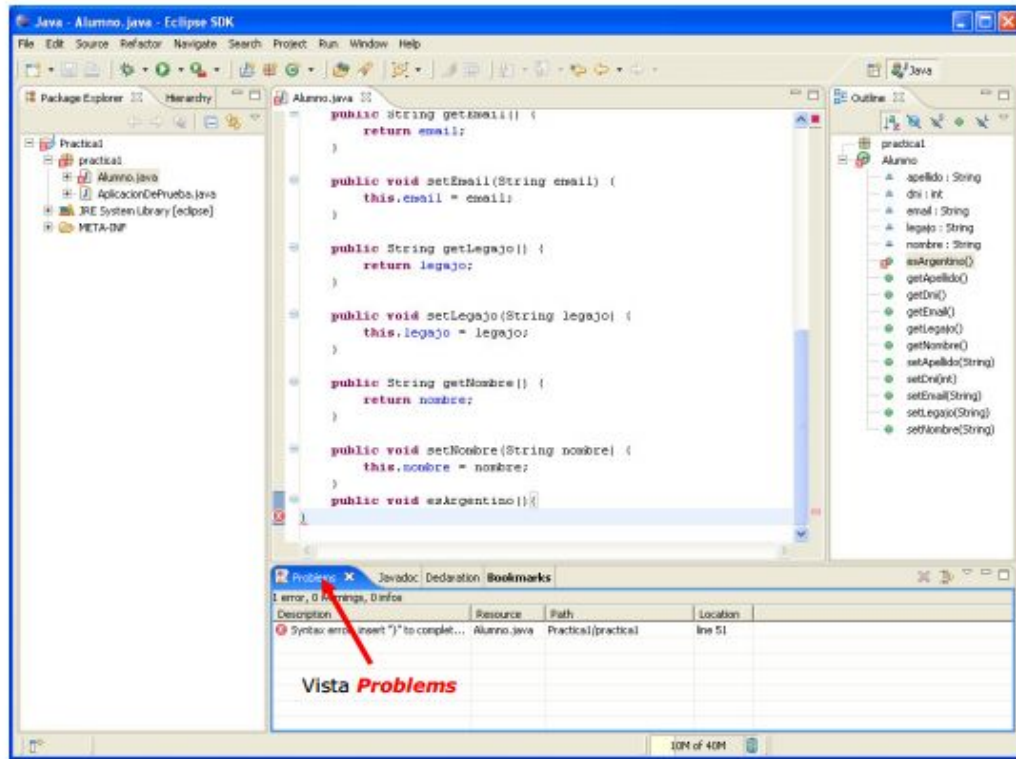 Java - Alumno.java - Eclipse SDK
File Edit Source Refactor Navigate Search Project Run Window Help
Java
Package Explorer
Hierarchy
Practica1
practica1
Alumno.java
AplicacionDePrueba.java
JRE System Library [eclipse]
META-INF
Alumno.java
public String getEmail() {
return email;
}
public void setEmail(String email) {
this.email = email;
}
public String getLegajo() {
return legajo;
}
public void setLegajo(String legajo) {
this.legajo = legajo;
}
public String getNombre() {
return nombre;
}
public void setNombre(String nombre) {
this.nombre = nombre;
}
public void esArgentino(){
}
Outline
practica1
Alumno
apellido : String
dni : int
email : String
legajo : String
nombre : String
esArgentino()
getApellido()
getDni()
getEmail()
getLegajo()
getNombre()
setApellido(String)
setDni(int)
setEmail(String)
setLegajo(String)
setNombre(String)
Problems Javadoc Declaration Bookmarks
1 error, 0 warnings, 0 infos
Description Resource Path Location
Syntax error, insert "}" to complet... Alumno.java Practica1/practica1 line 51
Vista Problems
10M of 40M